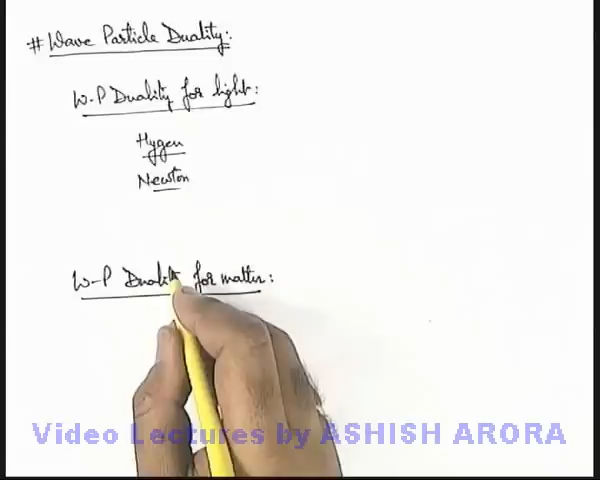 # Wave Particle Duality:
W-P Duality for light:
Hygen
Newton
W-P Duality for matter:
Video Lectures by ASHISH ARORA